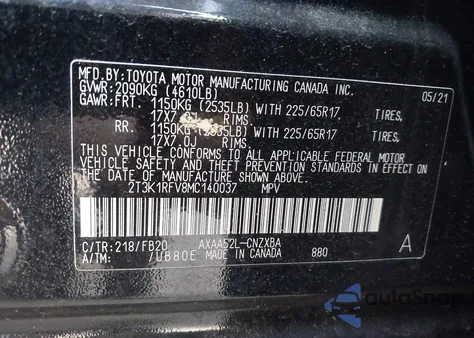 MFD.BY:TOYOTA MOTOR MANUFACTURING CANADA INC.
GVWR:2090KG (4610LB) 05/21
GAWR:FRT. 1150KG (2535LB) WITH 225/65R17 TIRES,
17X7.0J RIMS.
RR. 1150KG (2535LB) WITH 225/65R17 TIRES,
17X7.0J RIMS.
THIS VEHICLE CONFORMS TO ALL APPLICABLE FEDERAL MOTOR
VEHICLE SAFETY AND THEFT PREVENTION STANDARDS IN EFFECT ON
THE DATE OF MANUFACTURE SHOWN ABOVE.
2T3K1RFV8MC140037 MPV
C/TR:218/FB20 AXAA52L-CNZXBA A
A/TM: /UB80E MADE IN CANADA 880
autoSnap